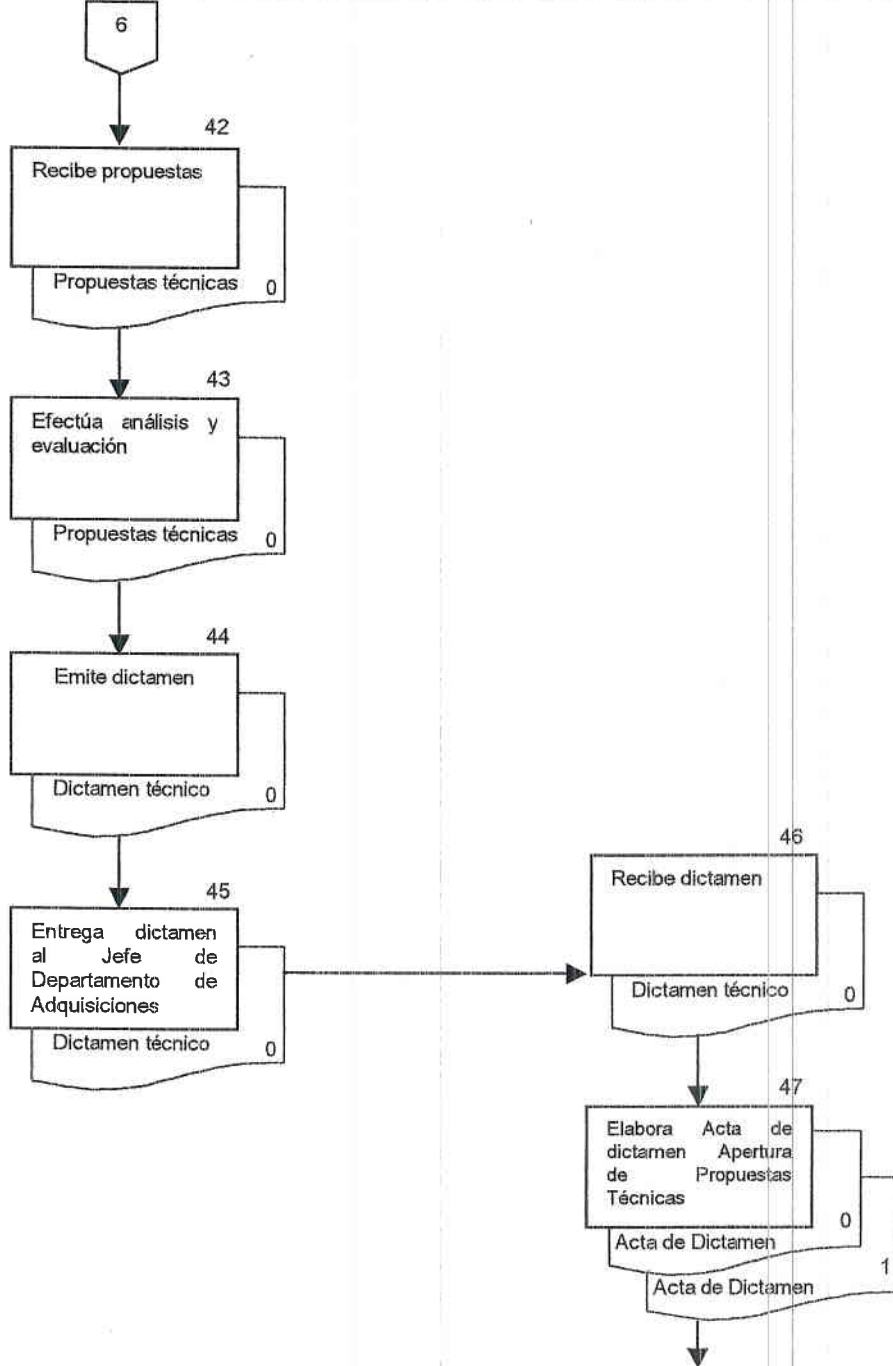 6
42
Recibe propuestas
Propuestas técnicas 0
43
Efectúa análisis y
evaluación
Propuestas técnicas 0
44
Emite dictamen
Dictamen técnico 0
45
Entrega dictamen
al Jefe de
Departamento de
Adquisiciones
Dictamen técnico 0
46
Recibe dictamen
Dictamen técnico 0
47
Elabora Acta de
dictamen Apertura
de Propuestas
Técnicas
Acta de Dictamen 0
Acta de Dictamen 1